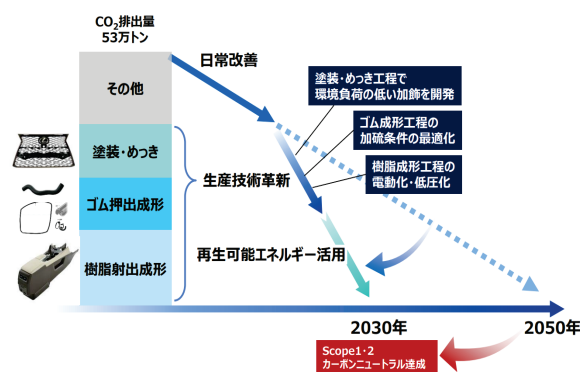 CO₂排出量
53万トン
その他
塗装・めっき
ゴム押出成形
樹脂射出成形
日常改善
生産技術革新
再生可能エネルギー活用
塗装・めっき工程で
環境負荷の低い加飾を開発
ゴム成形工程の
加硫条件の最適化
樹脂成形工程の
電動化・低圧化
2030年
2050年
Scope1・2
カーボンニュートラル達成